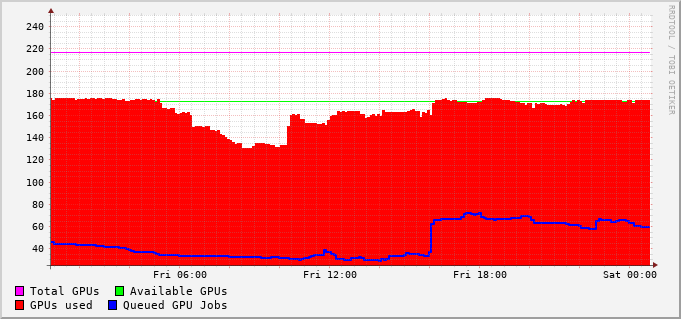 RRDTOOL / TOBI OETIKER
240
220
200
180
160
140
120
100
80
60
40
Fri 06:00 Fri 12:00 Fri 18:00 Sat 00:00
Total GPUs Available GPUs
GPUs used Queued GPU Jobs